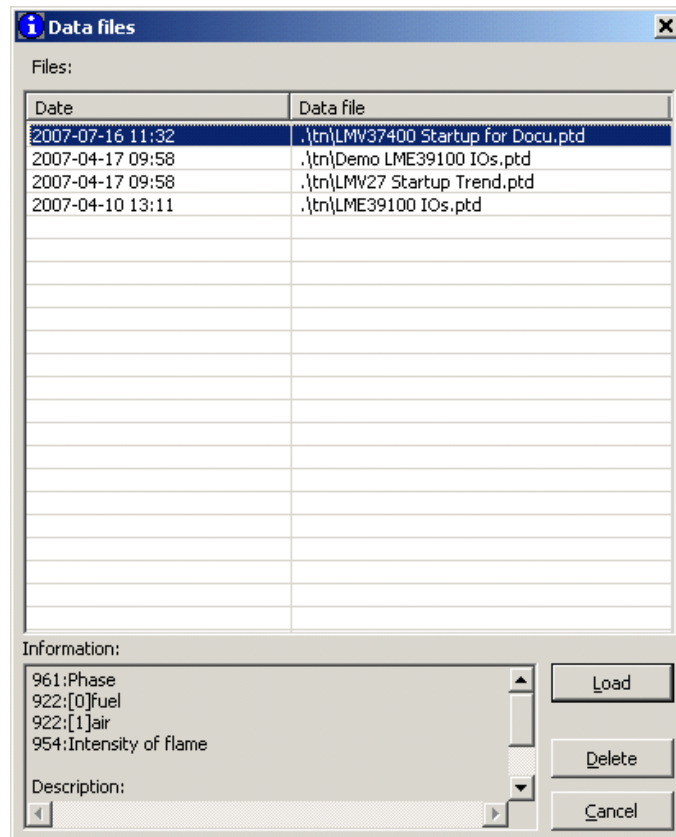 Data files
Files:
Date Data file
2007-07-16 11:32 .\tn\LMV37400 Startup for Docu.ptd
2007-04-17 09:58 .\tn\Demo LME39100 IOs.ptd
2007-04-17 09:58 .\tn\LMV27 Startup Trend.ptd
2007-04-10 13:11 .\tn\LME39100 IOs.ptd
Information:
961:Phase
922:[0]fuel
922:[1]air
954:Intensity of flame
Description:
Load
Delete
Cancel